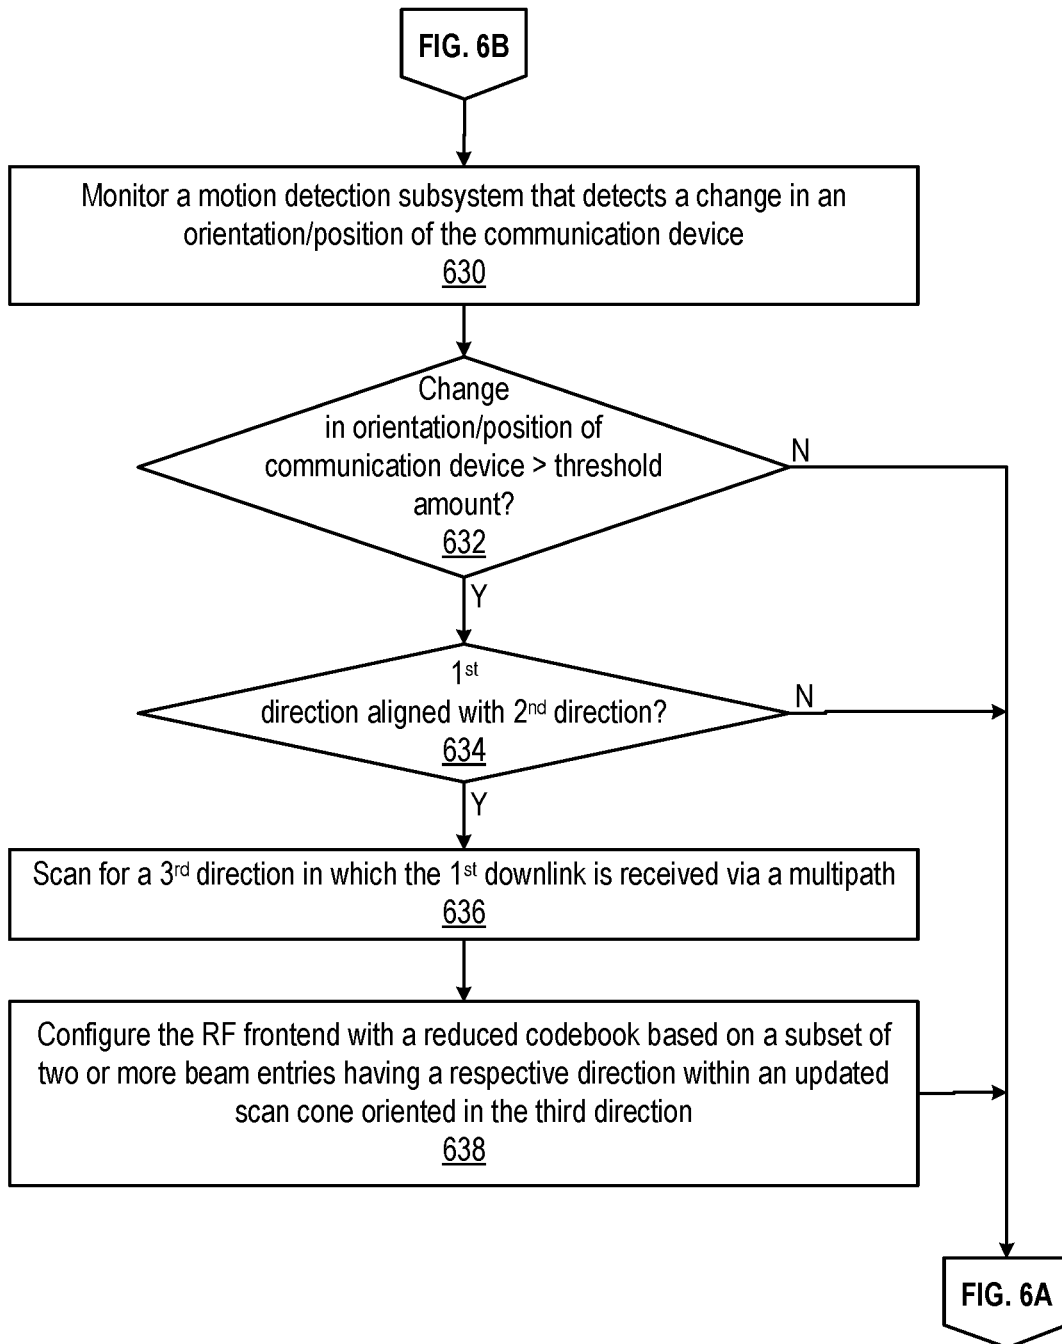 FIG. 6B
Monitor a motion detection subsystem that detects a change in an
orientation/position of the communication device
630
Change
in orientation/position of
communication device > threshold
amount?
632
N
Y
1st
direction aligned with 2nd direction?
634
N
Y
Scan for a 3rd direction in which the 1st downlink is received via a multipath
636
Configure the RF frontend with a reduced codebook based on a subset of
two or more beam entries having a respective direction within an updated
scan cone oriented in the third direction
638
FIG. 6A